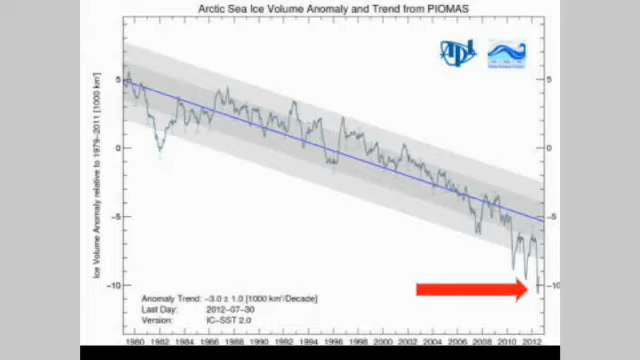 Arctic Sea Ice Volume Anomaly and Trend from PIOMAS
Ice Volume Anomaly relative to 1979-2011 [1000 km³]
5
0
−5
−10
5
0
−5
−10
Anomaly Trend: −3.0 ± 1.0 [1000 km³/Decade]
Last Day: 2012−07−30
Version: IC−SST 2.0
1980 1982 1984 1986 1988 1990 1992 1994 1996 1998 2000 2002 2004 2006 2008 2010 2012